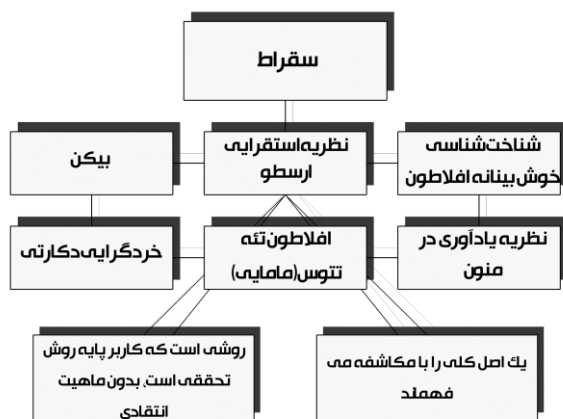 سقراط
شناخت‌شناسی
خوش‌بینانه افلاطون
نظریه استقرایی
ارسطو
بیکن
نظریه یادآوری در
منون
افلاطون تئه
تتوس(مامایی)
خردگرایی دکارتی
یك اصل کلی را با مکاشفه می
فهمند
روشی است که کاربر پایه روش
تحققی است، بدون ماهیت
انتقادی